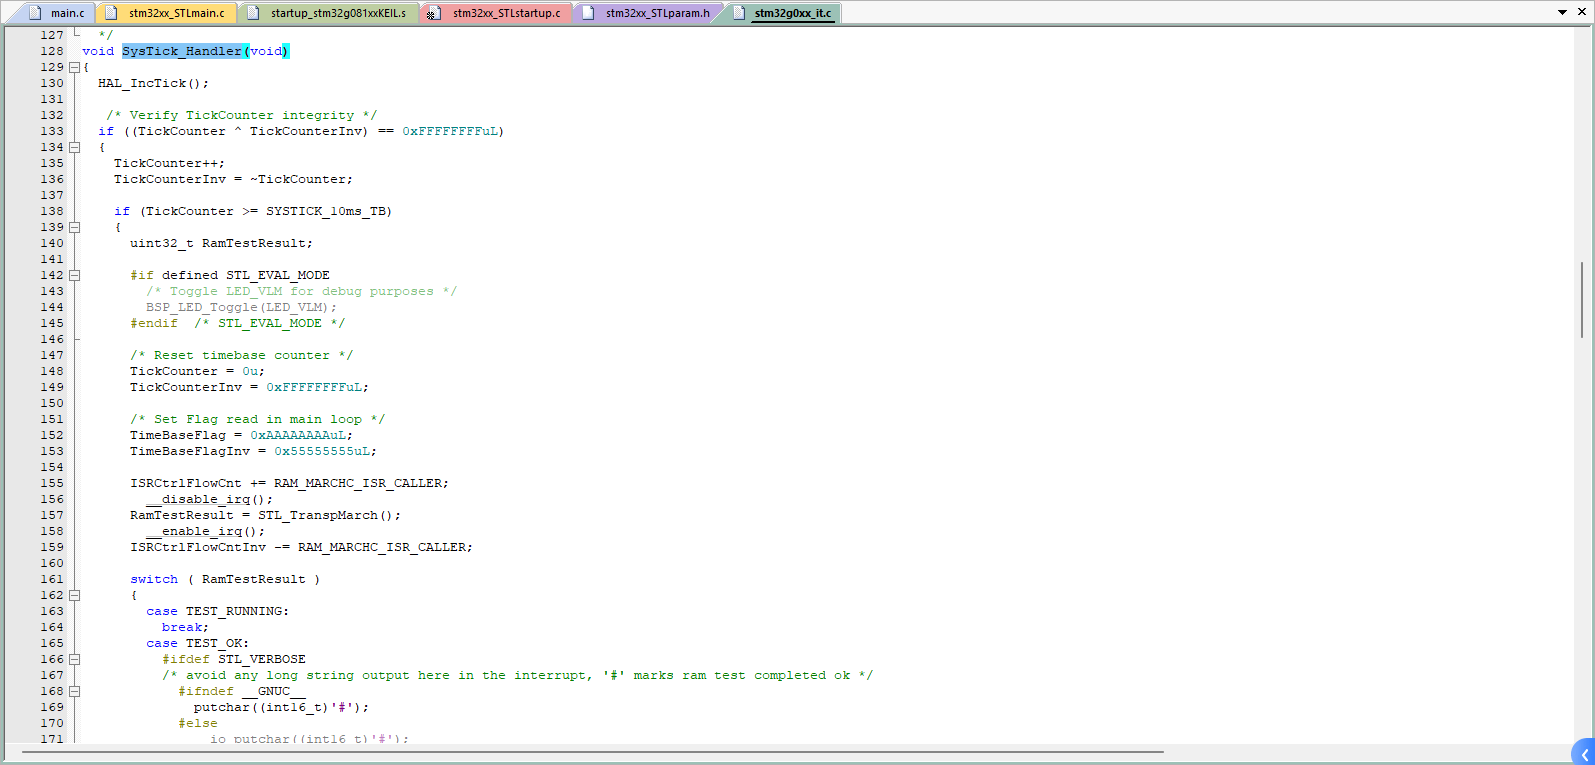 main.c stm32xx_STLmain.c startup_stm32g081xxKEIL.s stm32xx_STLstartup.c stm32xx_STLparam.h stm32g0xx_it.c
127 */
128 void SysTick_Handler(void)
129 {
130 HAL_IncTick();
131
132 /* Verify TickCounter integrity */
133 if ((TickCounter ^ TickCounterInv) == 0xFFFFFFFFuL)
134 {
135 TickCounter++;
136 TickCounterInv = ~TickCounter;
137
138 if (TickCounter >= SYSTICK_10ms_TB)
139 {
140 uint32_t RamTestResult;
141
142 #if defined STL_EVAL_MODE
143 /* Toggle LED_VLM for debug purposes */
144 BSP_LED_Toggle(LED_VLM);
145 #endif /* STL_EVAL_MODE */
146
147 /* Reset timebase counter */
148 TickCounter = 0u;
149 TickCounterInv = 0xFFFFFFFFuL;
150
151 /* Set Flag read in main loop */
152 TimeBaseFlag = 0xAAAAAAAAuL;
153 TimeBaseFlagInv = 0x55555555uL;
154
155 ISRCtrlFlowCnt += RAM_MARCHC_ISR_CALLER;
156 __disable_irq();
157 RamTestResult = STL_TranspMarch();
158 __enable_irq();
159 ISRCtrlFlowCntInv -= RAM_MARCHC_ISR_CALLER;
160
161 switch ( RamTestResult )
162 {
163 case TEST_RUNNING:
164 break;
165 case TEST_OK:
166 #ifdef STL_VERBOSE
167 /* avoid any long string output here in the interrupt, '#' marks ram test completed ok */
168 #ifndef __GNUC__
169 putchar((int16_t)'#');
170 #else
171 __io_putchar((int16_t)'#');